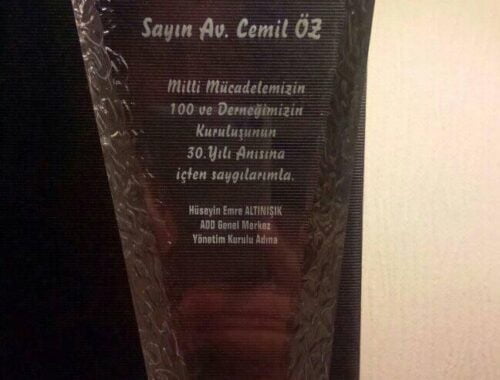 Sayın Av. Cemil ÖZ
Milli Mücadelemizin
100 ve Derneğimizin
Kuruluşunun
30.Yılı Anısına
içten saygılarımla.
Hüseyin Emre ALTINIŞIK
ADD Genel Merkez
Yönetim Kurulu Adına